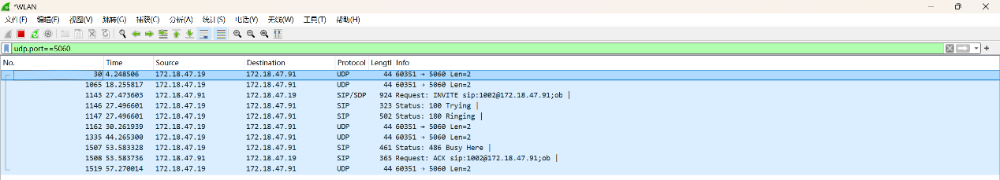 *WLAN
文件(F) 编辑(E) 视图(V) 跳转(G) 捕获(C) 分析(A) 统计(S) 电话(Y) 无线(W) 工具(T) 帮助(H)
udp.port==5060
No. Time Source Destination Protocol Lengtl Info
30 4.248506 172.18.47.19 172.18.47.91 UDP 44 60351 → 5060 Len=2
1065 18.255817 172.18.47.19 172.18.47.91 UDP 44 60351 → 5060 Len=2
1143 27.473603 172.18.47.91 172.18.47.19 SIP/SDP 924 Request: INVITE sip:1002@172.18.47.91;ob |
1146 27.496601 172.18.47.19 172.18.47.91 SIP 323 Status: 100 Trying |
1147 27.496601 172.18.47.19 172.18.47.91 SIP 502 Status: 180 Ringing |
1162 30.261939 172.18.47.19 172.18.47.91 UDP 44 60351 → 5060 Len=2
1335 44.265300 172.18.47.19 172.18.47.91 UDP 44 60351 → 5060 Len=2
1507 53.583328 172.18.47.19 172.18.47.91 SIP 461 Status: 486 Busy Here |
1508 53.583736 172.18.47.91 172.18.47.19 SIP 365 Request: ACK sip:1002@172.18.47.91;ob |
1519 57.270014 172.18.47.19 172.18.47.91 UDP 44 60351 → 5060 Len=2